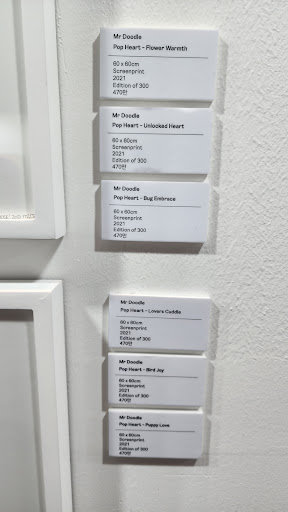 Mr Doodle
Pop Heart - Flower Warmth
60 x 60cm
Screenprint
2021
Edition of 300
470만
Mr Doodle
Pop Heart - Unlocked Heart
60 x 60cm
Screenprint
2021
Edition of 300
470만
Mr Doodle
Pop Heart - Bug Embrace
60 x 60cm
Screenprint
2021
Edition of 300
470만
Mr Doodle
Pop Heart - Lovers Cuddle
60 x 60cm
Screenprint
2021
Edition of 300
470만
Mr Doodle
Pop Heart - Bird Joy
60 x 60cm
Screenprint
2021
Edition of 300
470만
Mr Doodle
Pop Heart - Puppy Love
60 x 60cm
Screenprint
2021
Edition of 300
470만